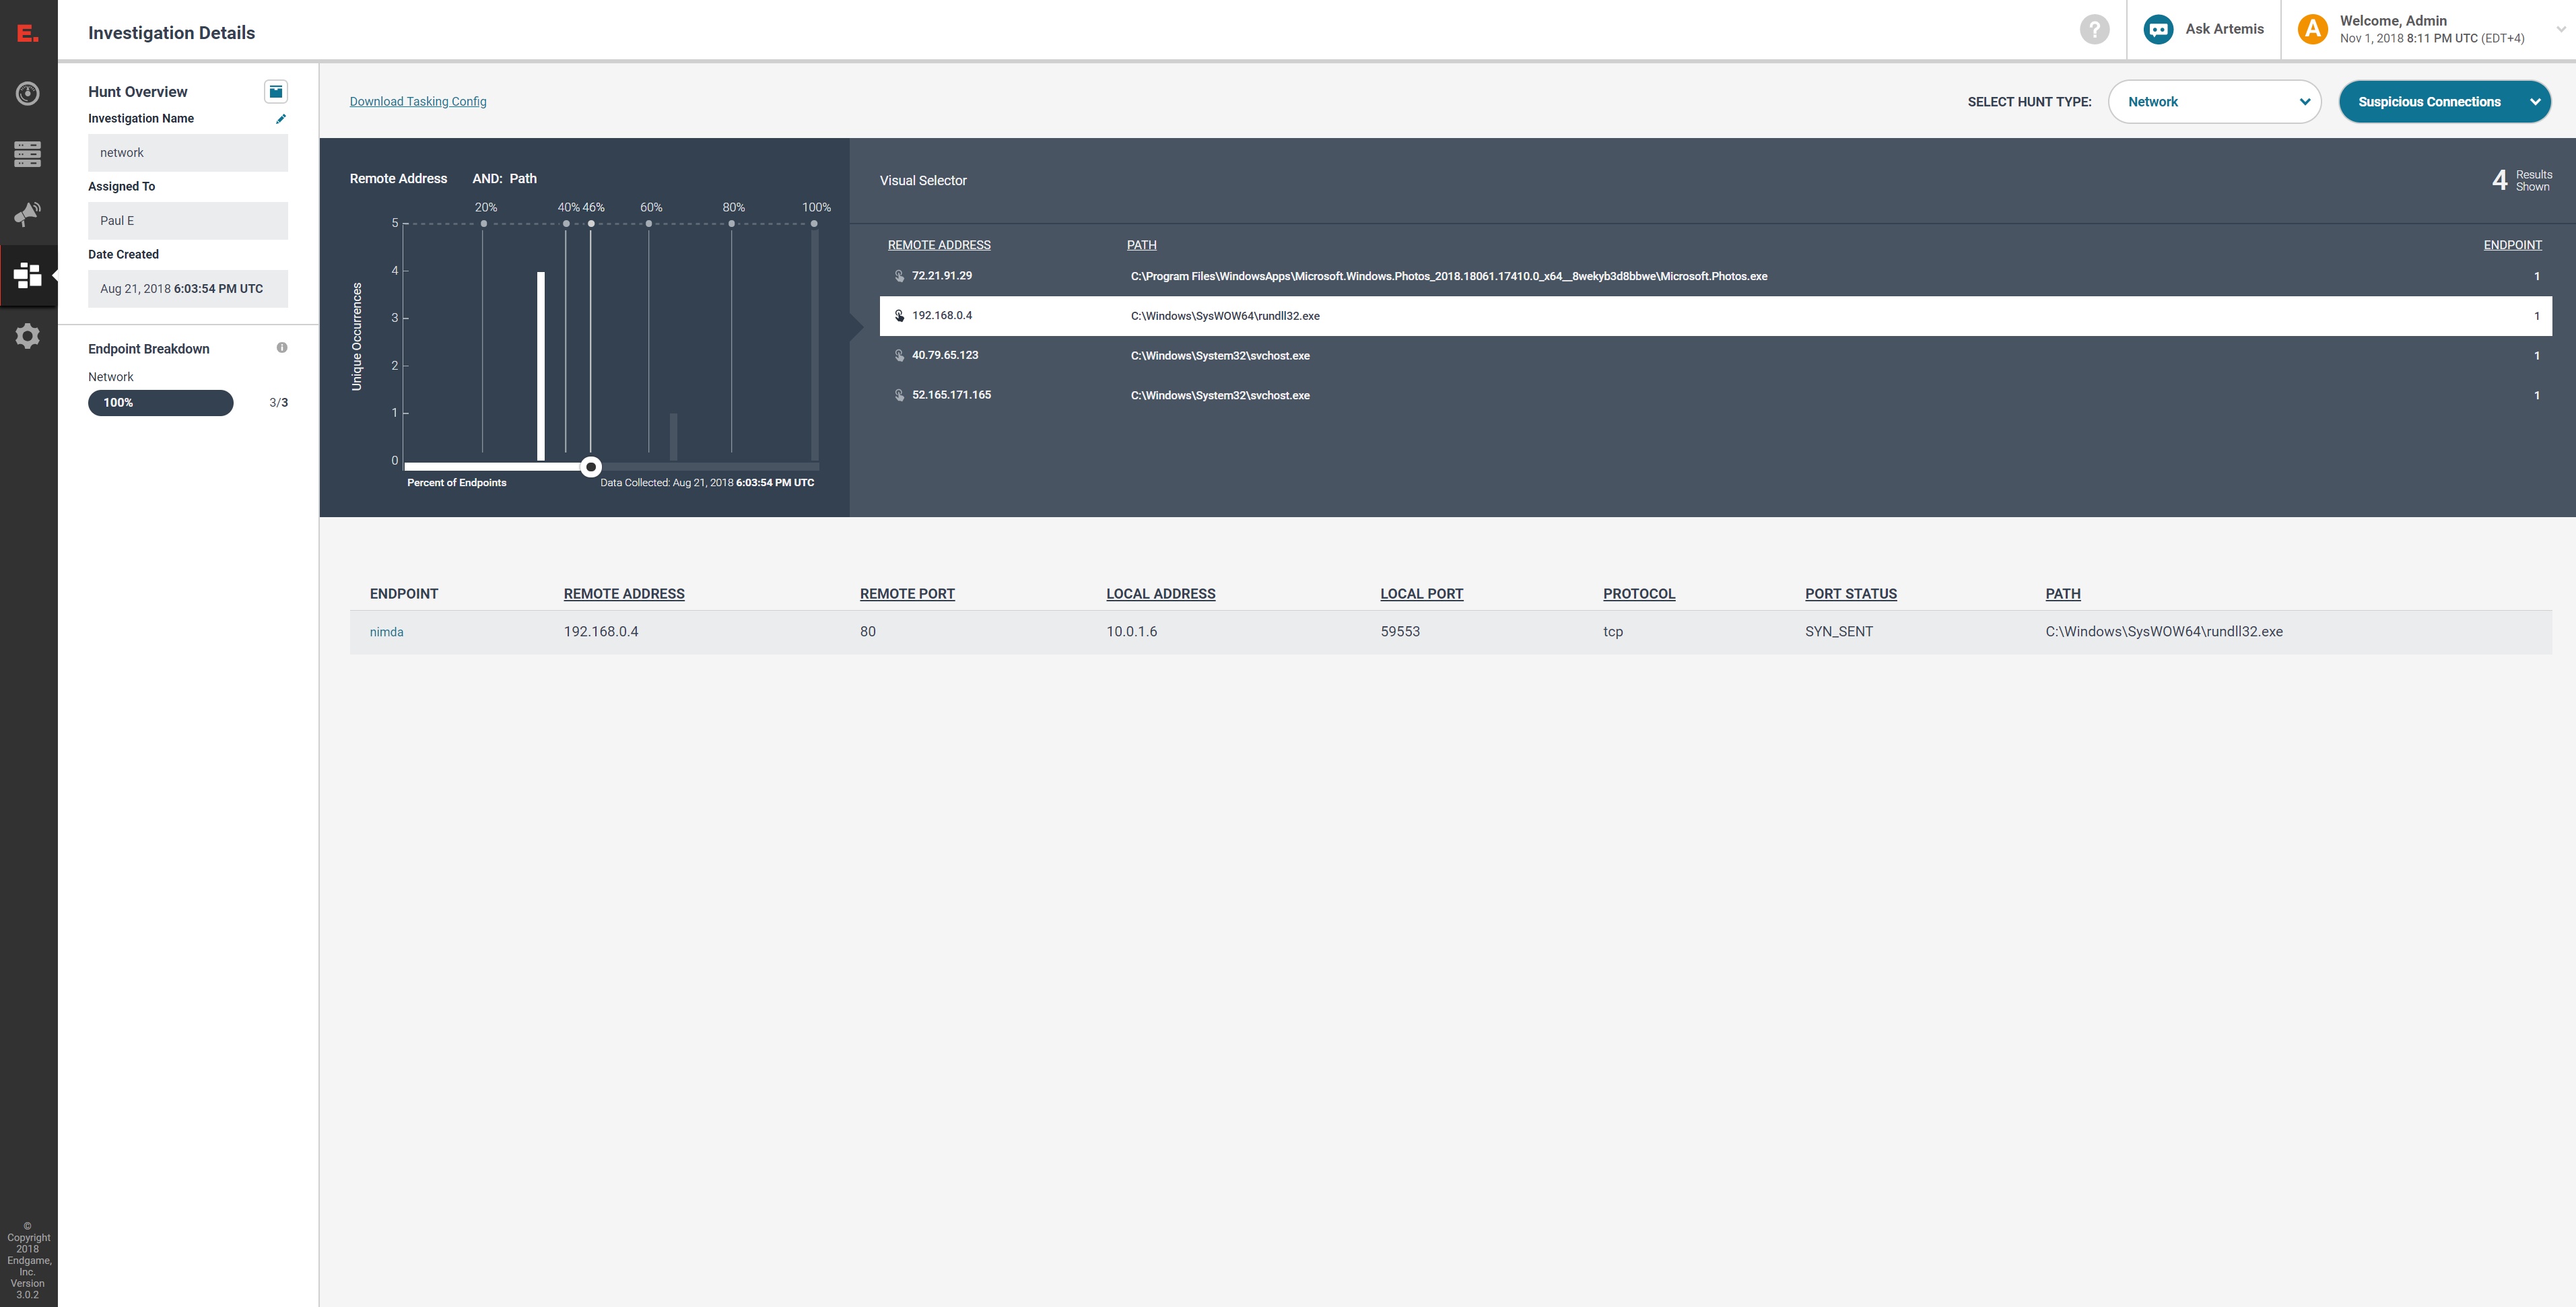 E.
Investigation Details
?
Ask Artemis
A
Welcome, Admin
Nov 1, 2018 8:11 PM UTC (EDT+4)
Hunt Overview
Investigation Name
network
Assigned To
Paul E
Date Created
Aug 21, 2018 6:03:54 PM UTC
Endpoint Breakdown
Network
100% 3/3
Download Tasking Config
SELECT HUNT TYPE: Network Suspicious Connections
Remote Address AND: Path
20% 40% 46% 60% 80% 100%
5
4
3
2
1
0
Unique Occurrences
Percent of Endpoints Data Collected: Aug 21, 2018 6:03:54 PM UTC
Visual Selector
4 Results Shown
REMOTE ADDRESS PATH ENDPOINT
72.21.91.29 C:\Program Files\WindowsApps\Microsoft.Windows.Photos_2018.18061.17410.0_x64__8wekyb3d8bbwe\Microsoft.Photos.exe 1
192.168.0.4 C:\Windows\SysWOW64\rundll32.exe 1
40.79.65.123 C:\Windows\System32\svchost.exe 1
52.165.171.165 C:\Windows\System32\svchost.exe 1
ENDPOINT REMOTE ADDRESS REMOTE PORT LOCAL ADDRESS LOCAL PORT PROTOCOL PORT STATUS PATH
nimda 192.168.0.4 80 10.0.1.6 59553 tcp SYN_SENT C:\Windows\SysWOW64\rundll32.exe
©
Copyright
2018
Endgame,
Inc.
Version
3.0.2